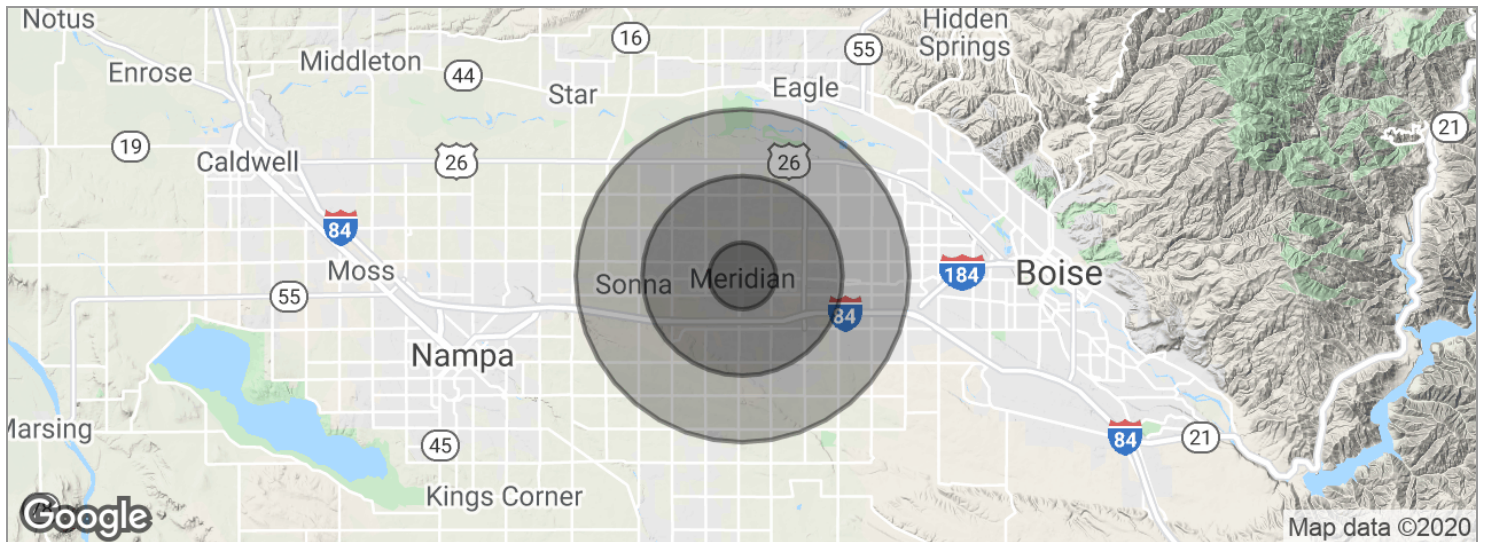 Notus
Hidden
Springs
16
55
Middleton
Enrose
44
Star
Eagle
21
19
Caldwell
26
26
84
Moss
55
Sonna
Meridian
184
Boise
84
Nampa
Marsing
45
84
21
Kings Corner
Google
Map data ©2020